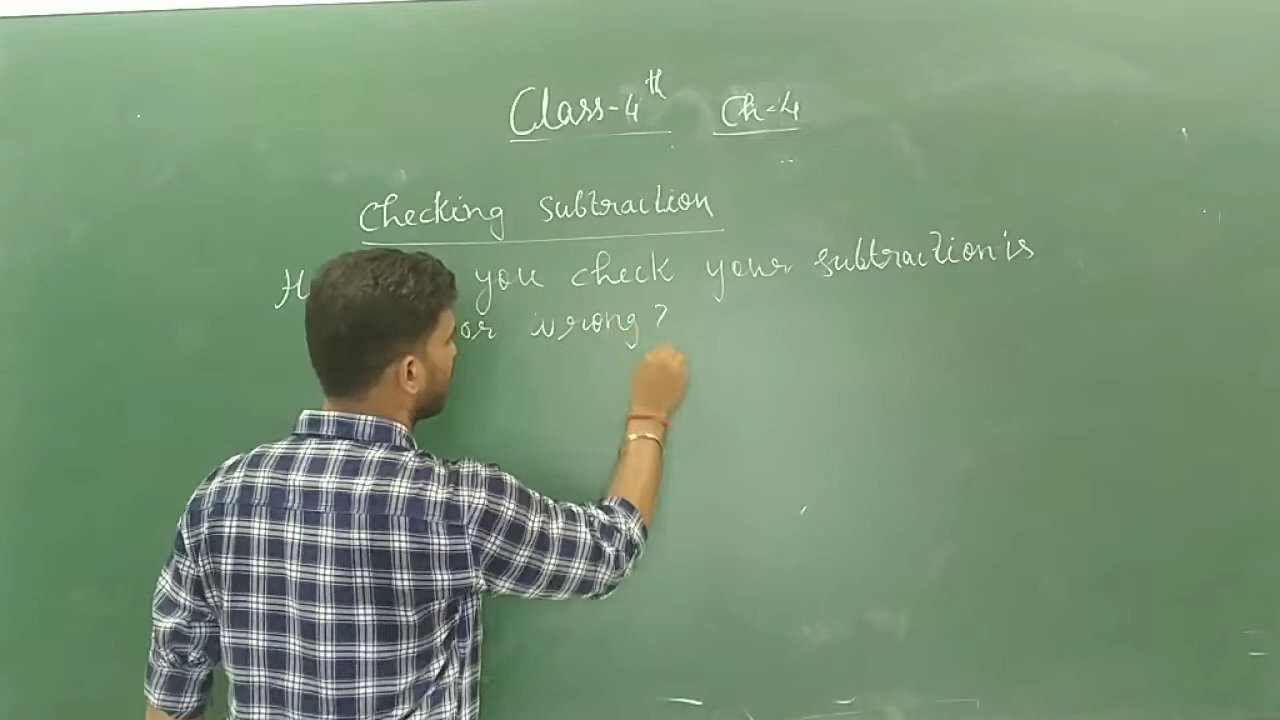 Class-4th Ch-4
Checking Subtraction
H you check your subtraction is
or wrong?